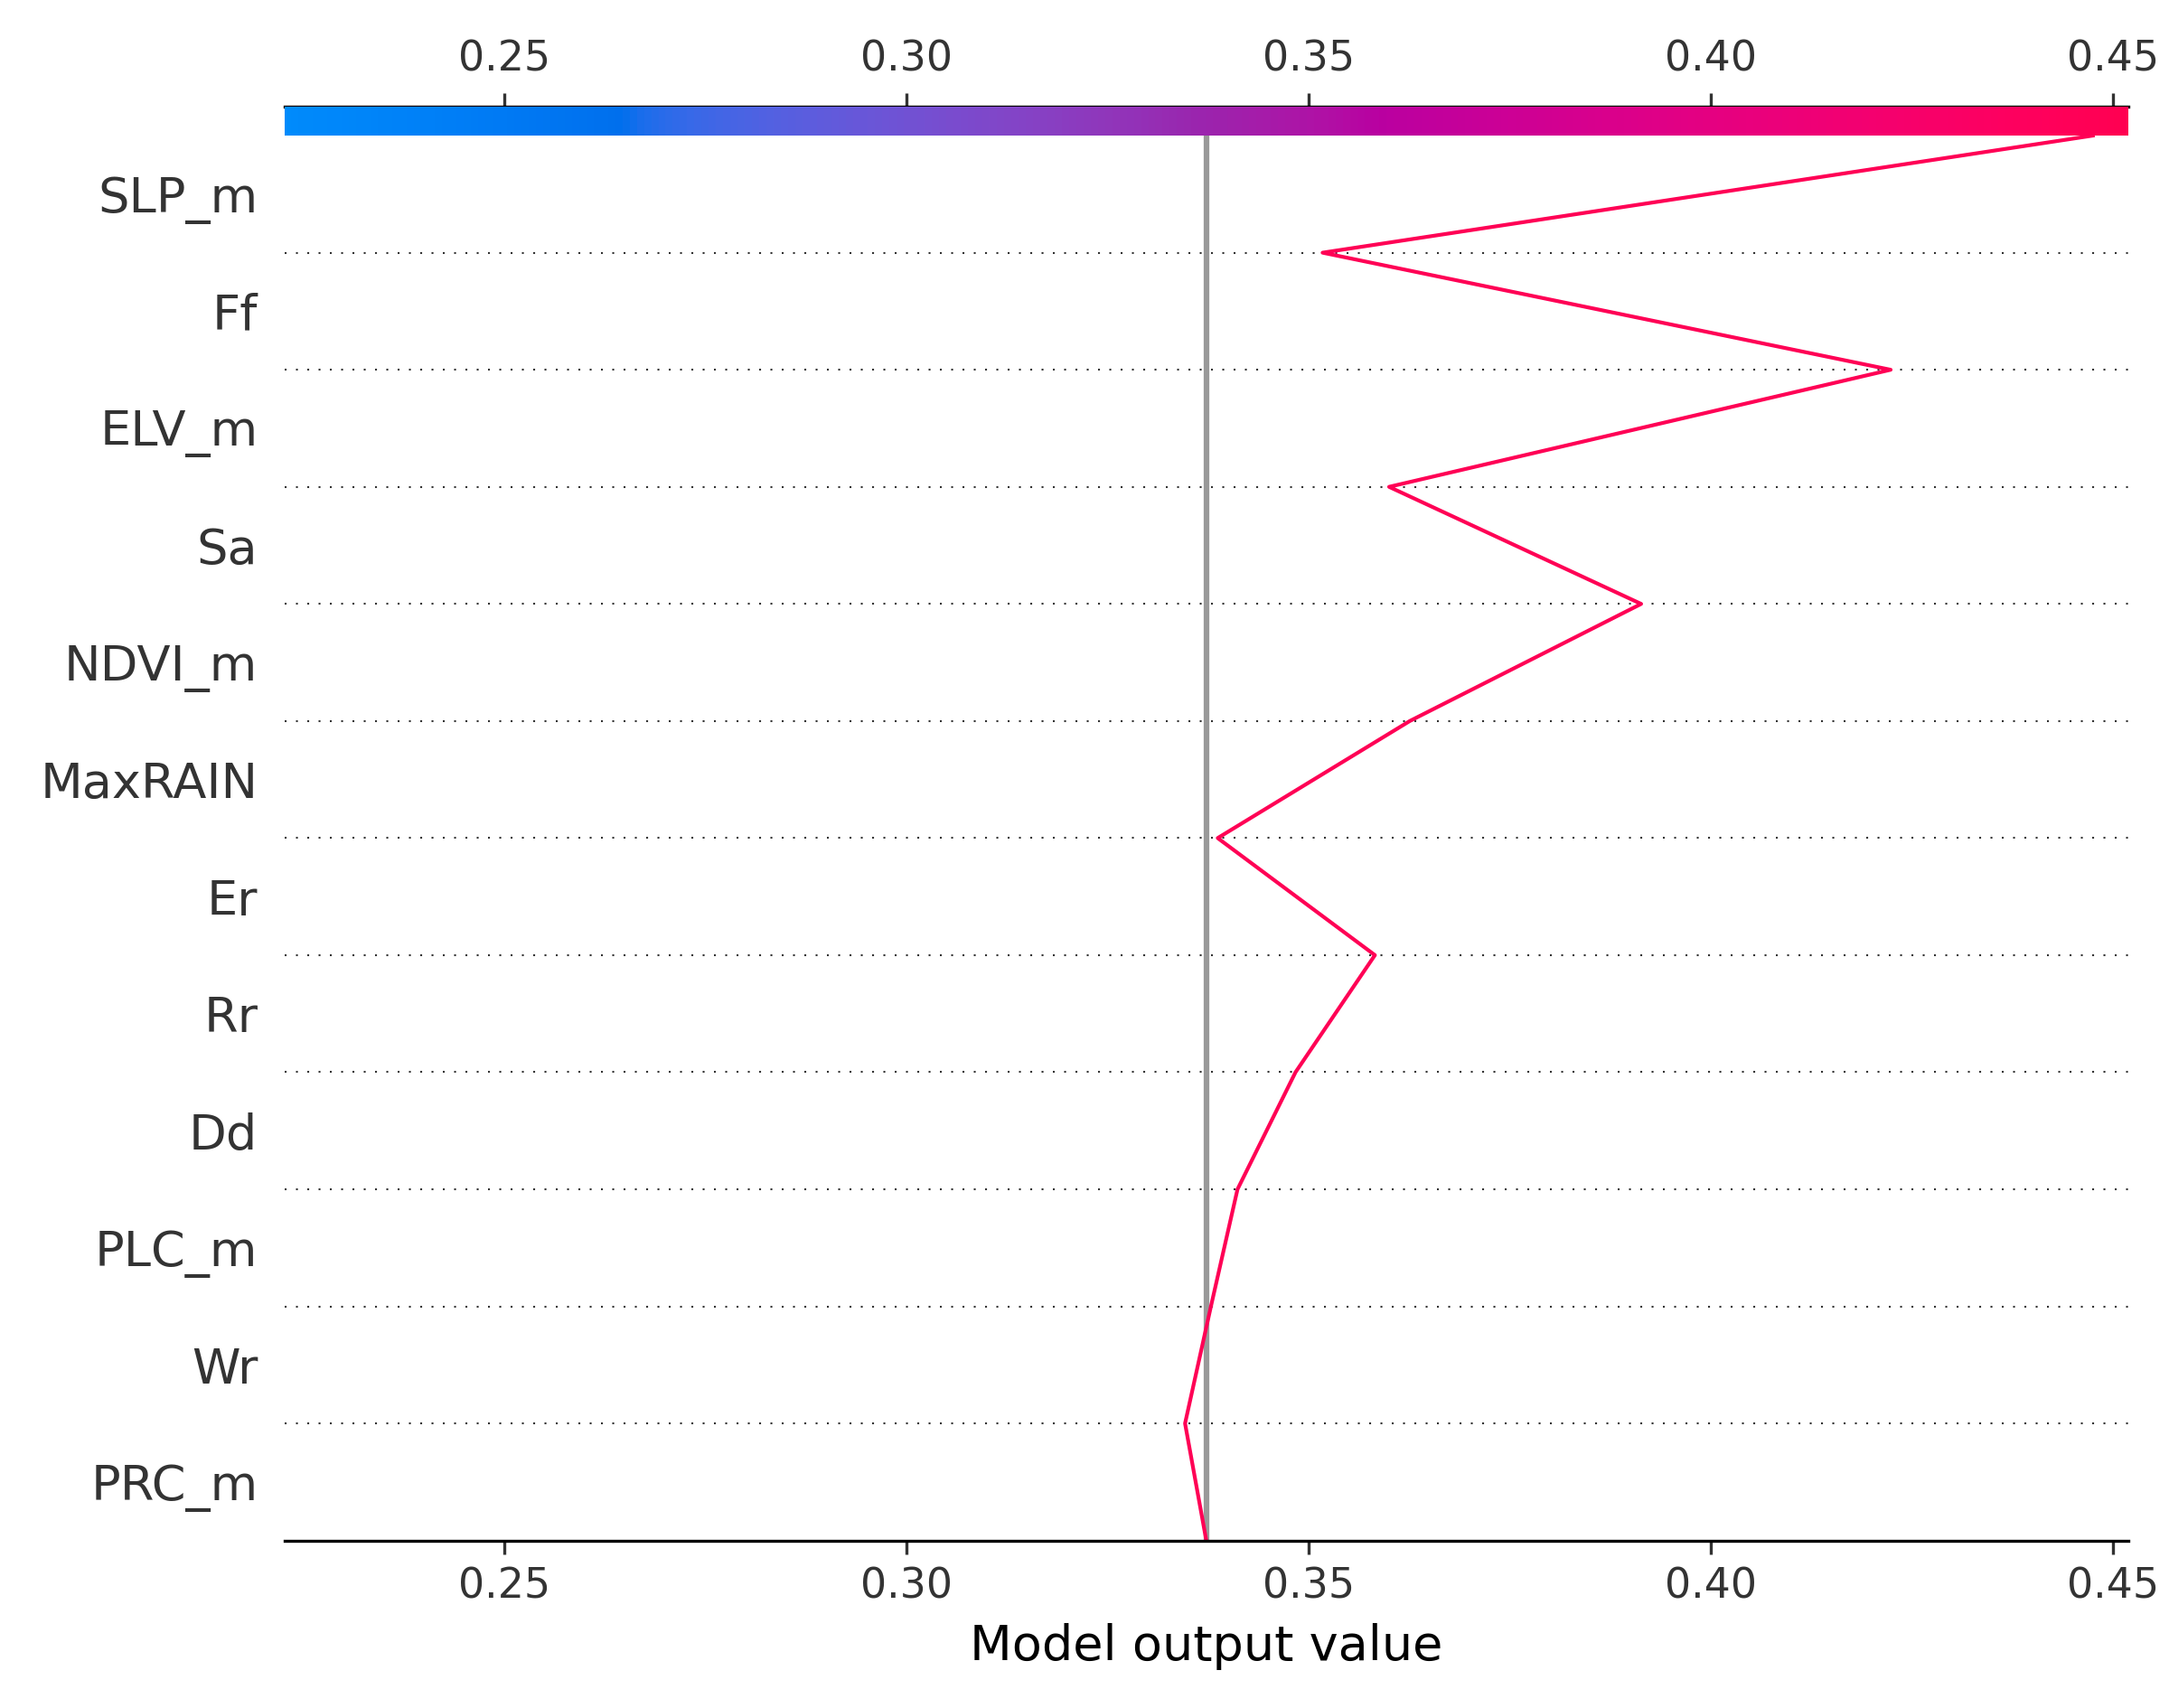 0.25 0.30 0.35 0.40 0.45
SLP_m
Ff
ELV_m
Sa
NDVI_m
MaxRAIN
Er
Rr
Dd
PLC_m
Wr
PRC_m
0.25 0.30 0.35 0.40 0.45
Model output value